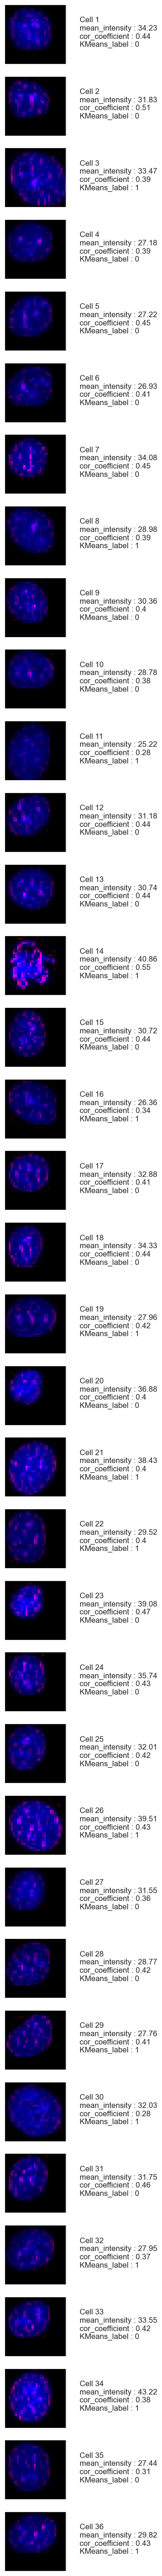 Cell 1
mean_intensity : 34.23
cor_coefficient : 0.44
KMeans_label : 0
Cell 2
mean_intensity : 31.83
cor_coefficient : 0.51
KMeans_label : 0
Cell 3
mean_intensity : 33.47
cor_coefficient : 0.39
KMeans_label : 1
Cell 4
mean_intensity : 27.18
cor_coefficient : 0.39
KMeans_label : 0
Cell 5
mean_intensity : 27.22
cor_coefficient : 0.45
KMeans_label : 0
Cell 6
mean_intensity : 26.93
cor_coefficient : 0.41
KMeans_label : 0
Cell 7
mean_intensity : 34.08
cor_coefficient : 0.45
KMeans_label : 0
Cell 8
mean_intensity : 28.98
cor_coefficient : 0.39
KMeans_label : 1
Cell 9
mean_intensity : 30.36
cor_coefficient : 0.4
KMeans_label : 0
Cell 10
mean_intensity : 28.78
cor_coefficient : 0.38
KMeans_label : 0
Cell 11
mean_intensity : 25.22
cor_coefficient : 0.28
KMeans_label : 1
Cell 12
mean_intensity : 31.18
cor_coefficient : 0.44
KMeans_label : 0
Cell 13
mean_intensity : 30.74
cor_coefficient : 0.44
KMeans_label : 0
Cell 14
mean_intensity : 40.86
cor_coefficient : 0.55
KMeans_label : 1
Cell 15
mean_intensity : 30.72
cor_coefficient : 0.44
KMeans_label : 0
Cell 16
mean_intensity : 26.36
cor_coefficient : 0.34
KMeans_label : 1
Cell 17
mean_intensity : 32.88
cor_coefficient : 0.41
KMeans_label : 0
Cell 18
mean_intensity : 34.33
cor_coefficient : 0.44
KMeans_label : 0
Cell 19
mean_intensity : 27.96
cor_coefficient : 0.42
KMeans_label : 1
Cell 20
mean_intensity : 36.88
cor_coefficient : 0.4
KMeans_label : 0
Cell 21
mean_intensity : 38.43
cor_coefficient : 0.4
KMeans_label : 1
Cell 22
mean_intensity : 29.52
cor_coefficient : 0.4
KMeans_label : 1
Cell 23
mean_intensity : 39.08
cor_coefficient : 0.47
KMeans_label : 0
Cell 24
mean_intensity : 35.74
cor_coefficient : 0.43
KMeans_label : 0
Cell 25
mean_intensity : 32.01
cor_coefficient : 0.42
KMeans_label : 0
Cell 26
mean_intensity : 39.51
cor_coefficient : 0.43
KMeans_label : 1
Cell 27
mean_intensity : 31.55
cor_coefficient : 0.36
KMeans_label : 0
Cell 28
mean_intensity : 28.77
cor_coefficient : 0.42
KMeans_label : 0
Cell 29
mean_intensity : 27.76
cor_coefficient : 0.41
KMeans_label : 1
Cell 30
mean_intensity : 32.03
cor_coefficient : 0.28
KMeans_label : 1
Cell 31
mean_intensity : 31.75
cor_coefficient : 0.46
KMeans_label : 0
Cell 32
mean_intensity : 27.95
cor_coefficient : 0.37
KMeans_label : 1
Cell 33
mean_intensity : 33.55
cor_coefficient : 0.42
KMeans_label : 0
Cell 34
mean_intensity : 43.22
cor_coefficient : 0.38
KMeans_label : 1
Cell 35
mean_intensity : 27.44
cor_coefficient : 0.31
KMeans_label : 0
Cell 36
mean_intensity : 29.82
cor_coefficient : 0.43
KMeans_label : 1